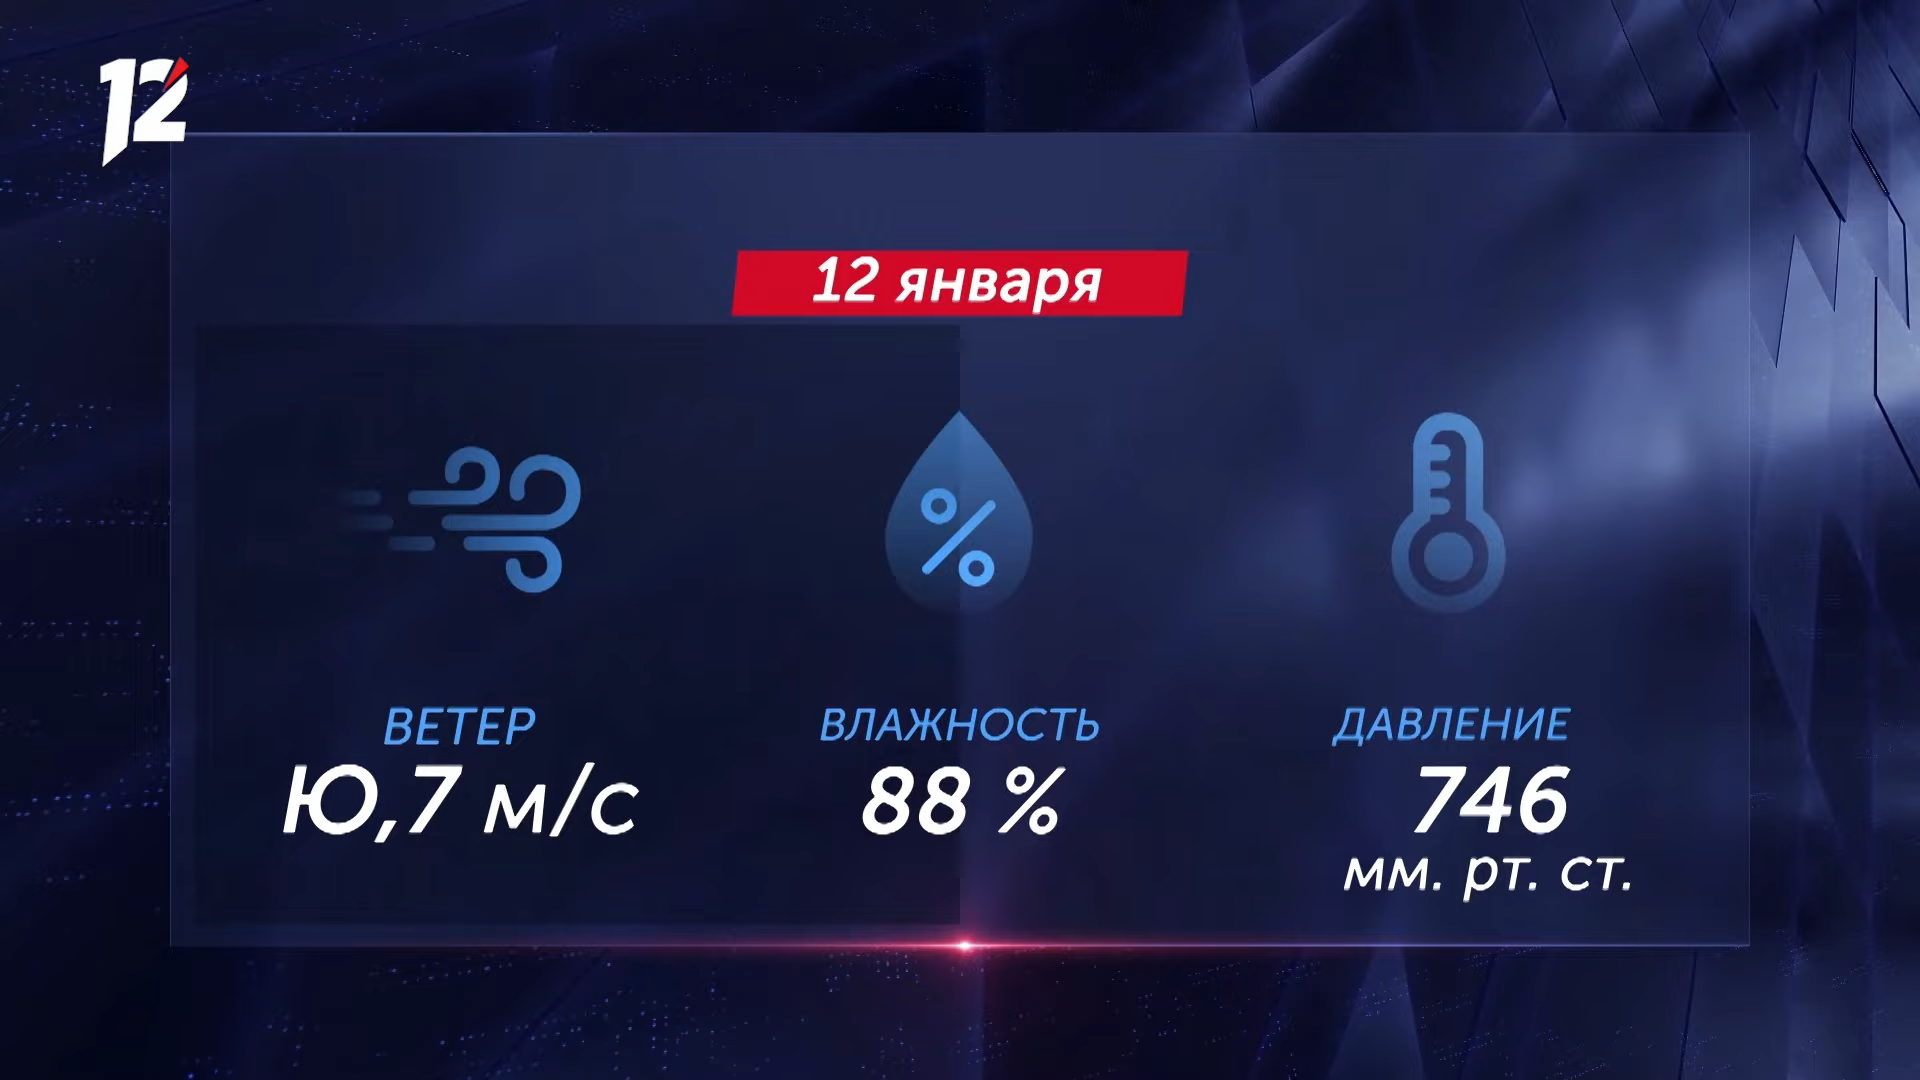 12
12 января
ВЕТЕР
Ю,7 м/с
%
ВЛАЖНОСТЬ
88 %
ДАВЛЕНИЕ
746
мм. рт. ст.